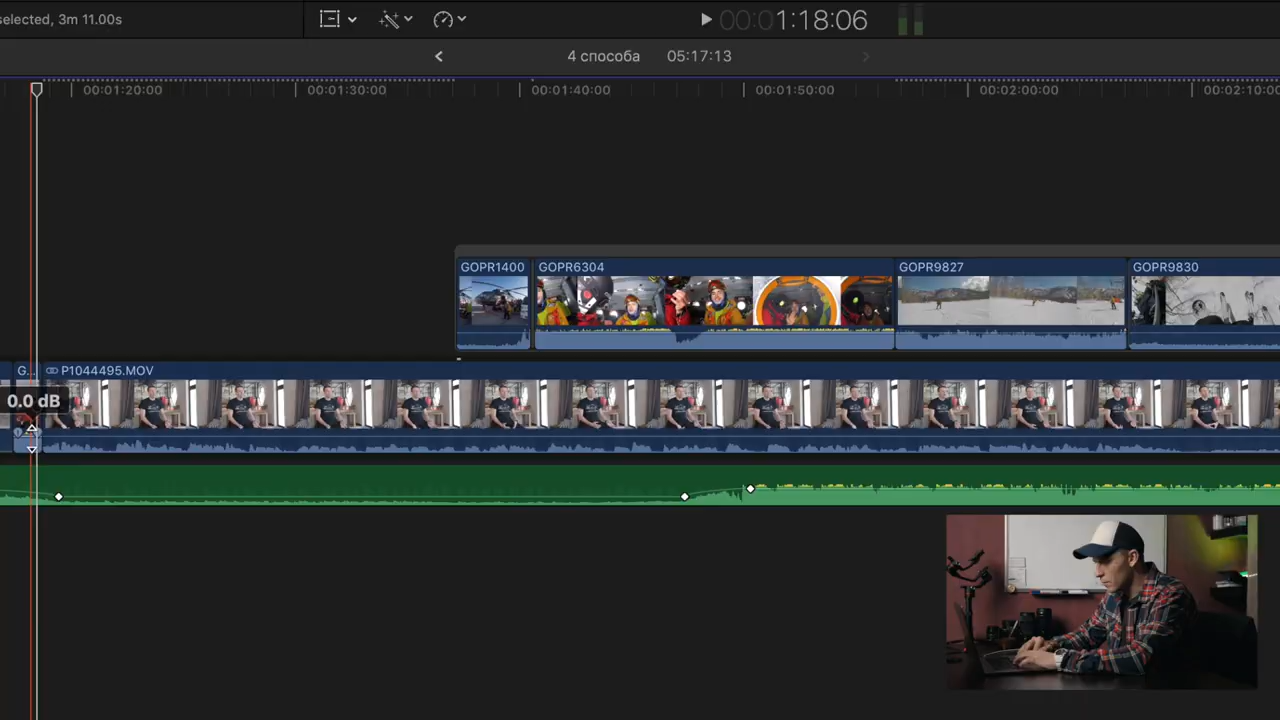 selected, 3m 11.00s
00:00:1:18:06
4 способа 05:17:13
00:01:20:00 00:01:30:00 00:01:40:00 00:01:50:00 00:02:00:00 00:02:10:00
GOPR1400 GOPR6304 GOPR9827 GOPR9830
G... P1044495.MOV
0.0 dB